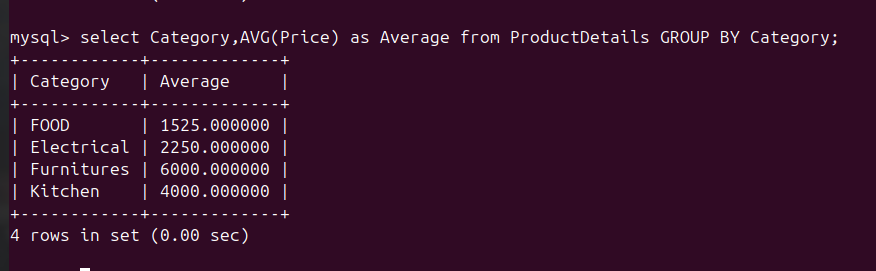 mysql> select Category,AVG(Price) as Average from ProductDetails GROUP BY Category;
+------------+-------------+
| Category   | Average     |
+------------+-------------+
| FOOD       | 1525.000000 |
| Electrical | 2250.000000 |
| Furnitures | 6000.000000 |
| Kitchen    | 4000.000000 |
+------------+-------------+
4 rows in set (0.00 sec)